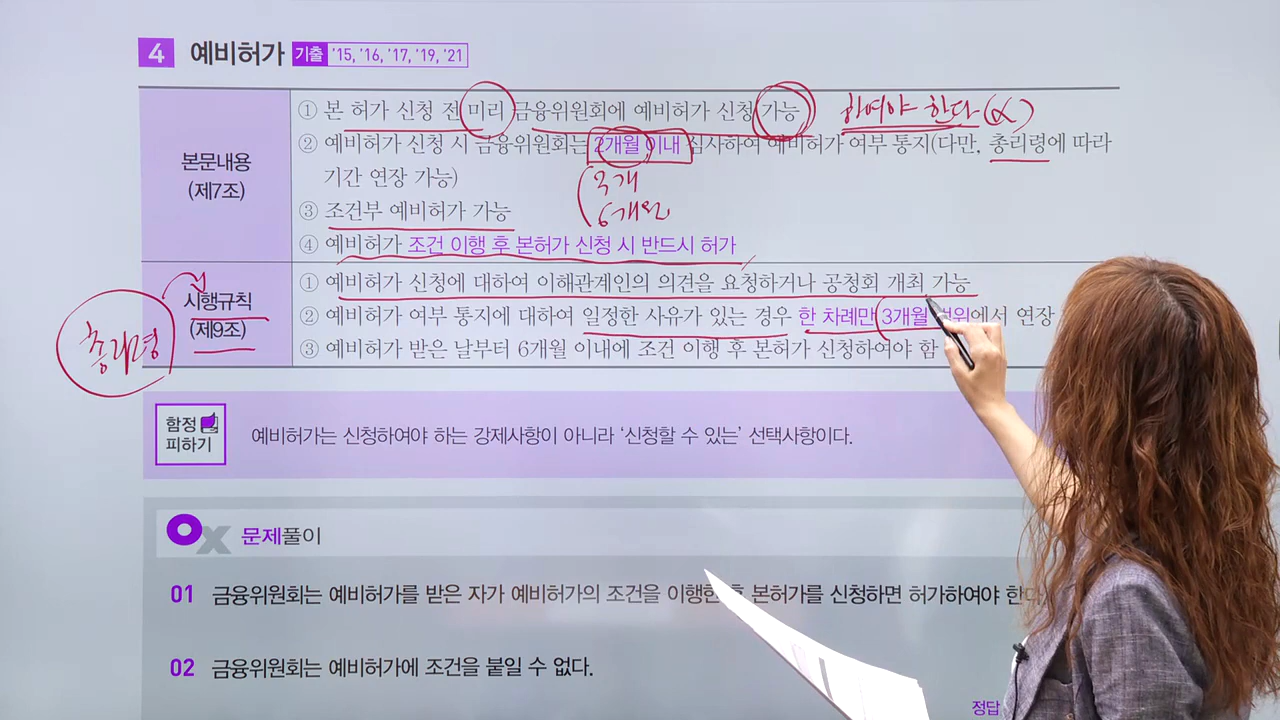 4 예비허가 기출 '15, '16, '17, '19, '21
① 본 허가 신청 전 미리 금융위원회에 예비허가 신청 가능 하여야 한다(X)
본문내용
(제7조)
② 예비허가 신청 시 금융위원회는 2개월 이내 심사하여 예비허가 여부 통지(다만, 총리령에 따라
기간 연장 가능)
3개
6개월
③ 조건부 예비허가 가능
④ 예비허가 조건 이행 후 본허가 신청 시 반드시 허가
총리령
시행규칙
(제9조)
① 예비허가 신청에 대하여 이해관계인의 의견을 요청하거나 공청회 개최 가능
② 예비허가 여부 통지에 대하여 일정한 사유가 있는 경우 한 차례만 3개월 범위에서 연장
③ 예비허가 받은 날부터 6개월 이내에 조건 이행 후 본허가 신청하여야 함
함정
피하기
예비허가는 신청하여야 하는 강제사항이 아니라 '신청할 수 있는' 선택사항이다.
OX 문제풀이
01 금융위원회는 예비허가를 받은 자가 예비허가의 조건을 이행한 후 본허가를 신청하면 허가하여야 한다
02 금융위원회는 예비허가에 조건을 붙일 수 없다.
정답